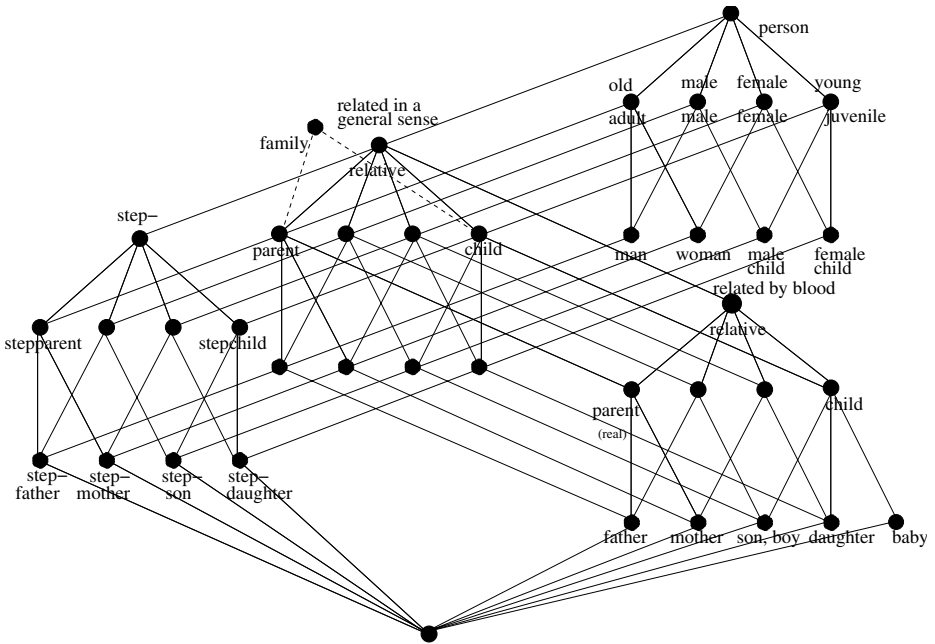 person
old
male
female
young
adult
male
female
juvenile
related in a
general sense
family
relative
step–
parent
child
man
woman
male
child
female
child
related by blood
relative
stepparent
stepchild
parent
(real)
child
step–
father
step–
mother
step–
son
step–
daughter
father
mother
son, boy
daughter
baby